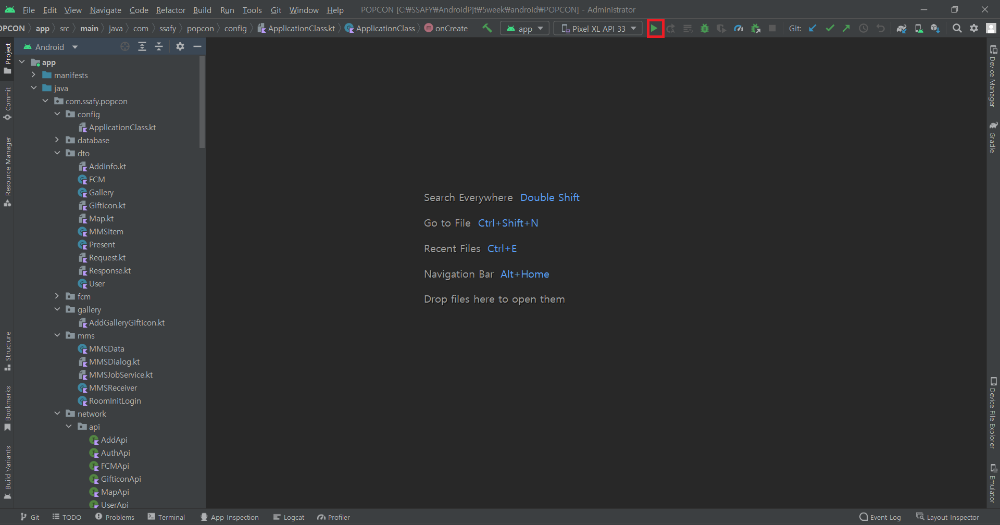 File Edit View Navigate Code Refactor Build Run Tools Git Window Help POPCON [C:₩SSAFY₩AndroidPjt₩5week₩android₩POPCON] - Administrator
OPCON app src main java com ssafy popcon config ApplicationClass.kt ApplicationClass m onCreate app Pixel XL API 33 Git:
Android
Project
Commit
Resource Manager
Structure
Bookmarks
Build Variants
app
manifests
java
com.ssafy.popcon
config
ApplicationClass.kt
database
dto
AddInfo.kt
FCM
Gallery
Gifticon.kt
Map.kt
MMSItem
Present
Request.kt
Response.kt
User
fcm
gallery
AddGalleryGifticon.kt
mms
MMSData
MMSDialog.kt
MMSJobService.kt
MMSReceiver
RoomInitLogin
network
api
AddApi
AuthApi
FCMApi
GifticonApi
MapApi
UserApi
Search Everywhere Double Shift
Go to File Ctrl+Shift+N
Recent Files Ctrl+E
Navigation Bar Alt+Home
Drop files here to open them
Device Manager
Gradle
Device File Explorer
Emulator
Git TODO Problems Terminal App Inspection Logcat Profiler Event Log Layout Inspector